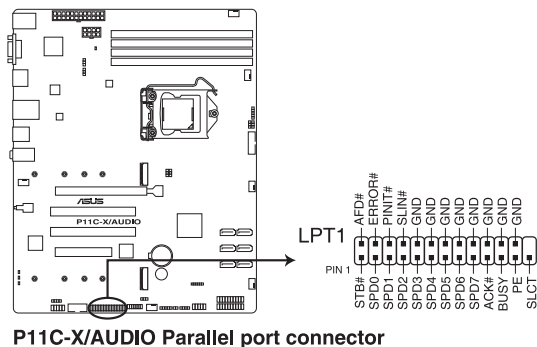 ASUS
P11C-X/AUDIO
LPT1
PIN 1
AFD#
ERROR#
PINIT#
SLIN#
GND
GND
GND
GND
GND
GND
GND
GND
STB#
SPD0
SPD1
SPD2
SPD3
SPD4
SPD5
SPD6
SPD7
ACK#
BUSY
PE
SLCT
P11C-X/AUDIO Parallel port connector